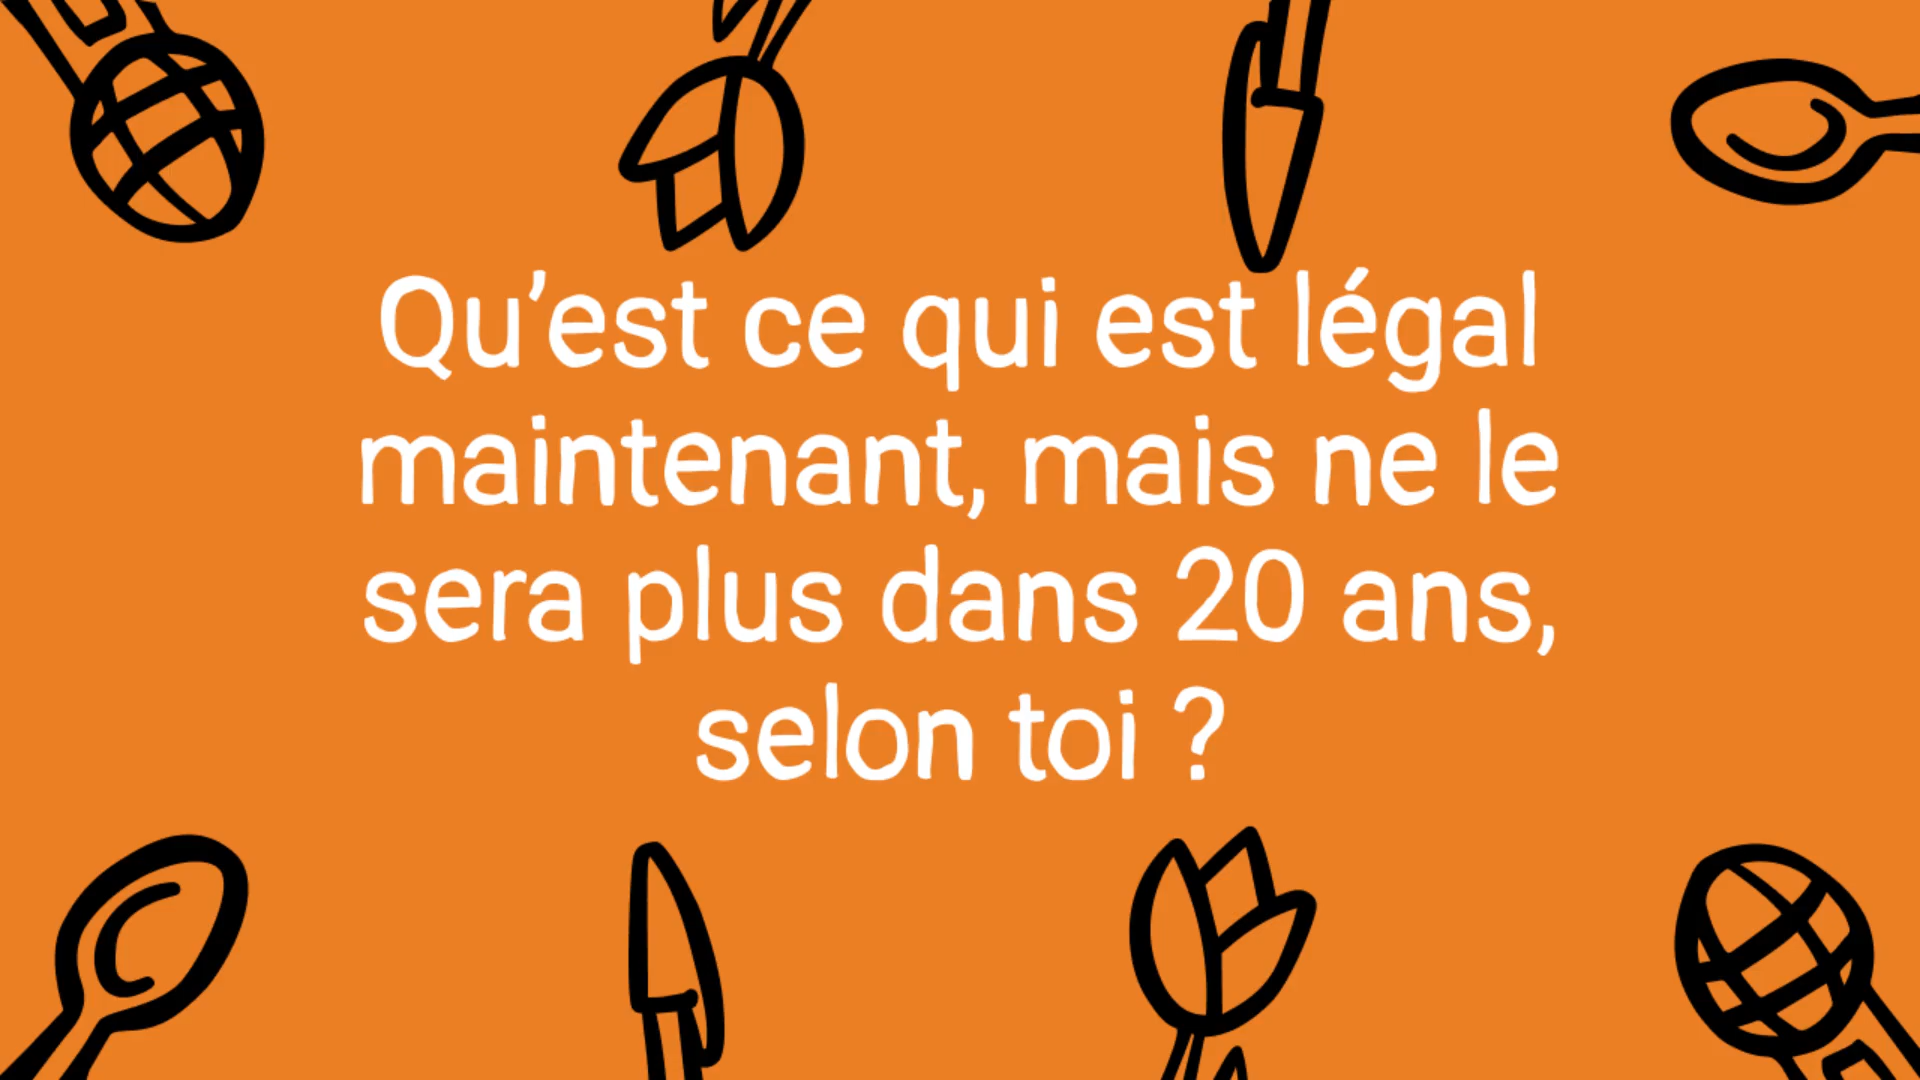 Qu’est ce qui est légal
maintenant, mais ne le
sera plus dans 20 ans,
selon toi ?